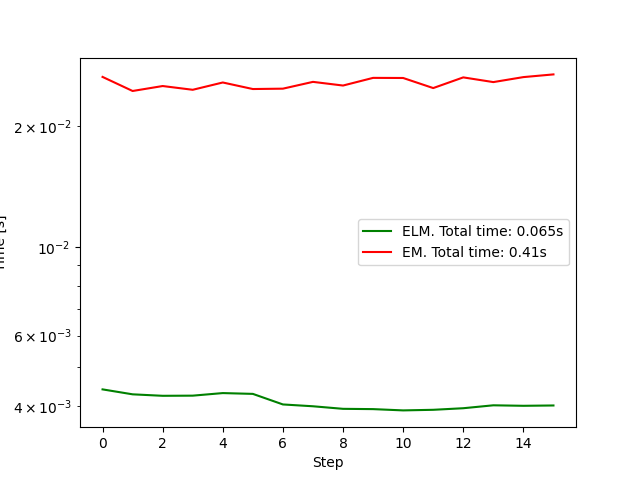 2 × 10⁻²
10⁻²
6 × 10⁻³
4 × 10⁻³
[s]
ELM. Total time: 0.065s
EM. Total time: 0.41s
0 2 4 6 8 10 12 14
Step